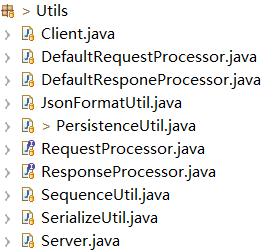 > Utils
> Client.java
> DefaultRequestProcessor.java
> DefaultResponeProcessor.java
> JsonFormatUtil.java
> > PersistenceUtil.java
> RequestProcessor.java
> ResponseProcessor.java
> SequenceUtil.java
> SerializeUtil.java
> Server.java